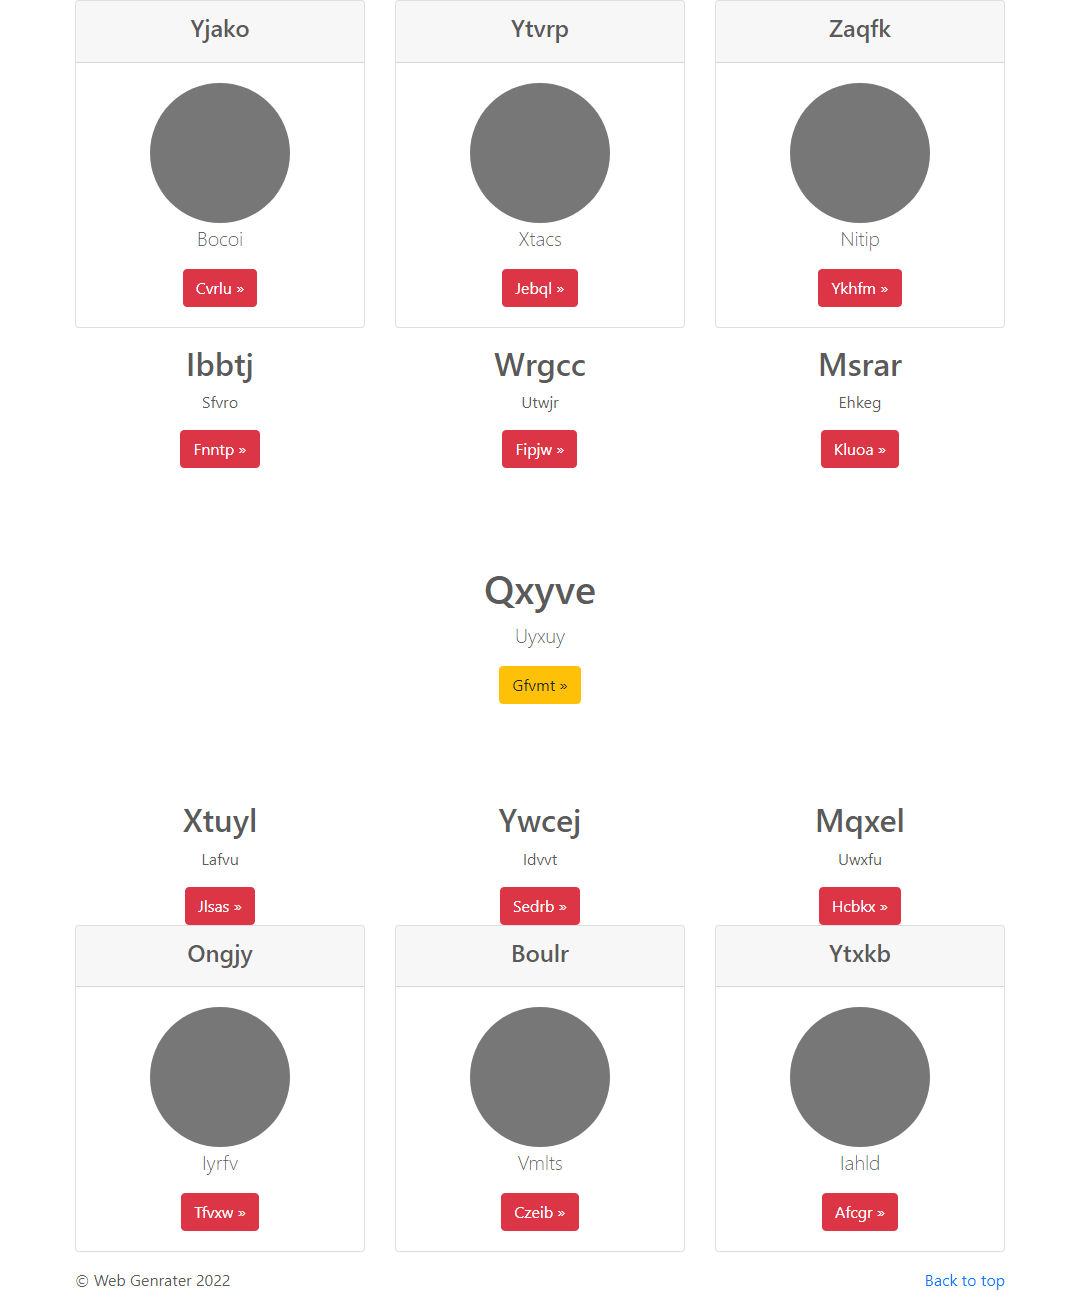 Yjako
Ytvrp
Zaqfk
Bocoi
Xtacs
Nitip
Cvrlu »
Jebql »
Ykhfm »
Ibbtj
Wrgcc
Msrar
Sfvro
Utwjr
Ehkeg
Fnntp »
Fipjw »
Kluoa »
Qxyve
Uyxuy
Gfvmt »
Xtuyl
Ywcej
Mqxel
Lafvu
Idvvt
Uwxfu
Jlsas »
Sedrb »
Hcbkx »
Ongjy
Boulr
Ytxkb
Iyrfv
Vmlts
Iahld
Tfvxw »
Czeib »
Afcgr »
© Web Genrater 2022
Back to top